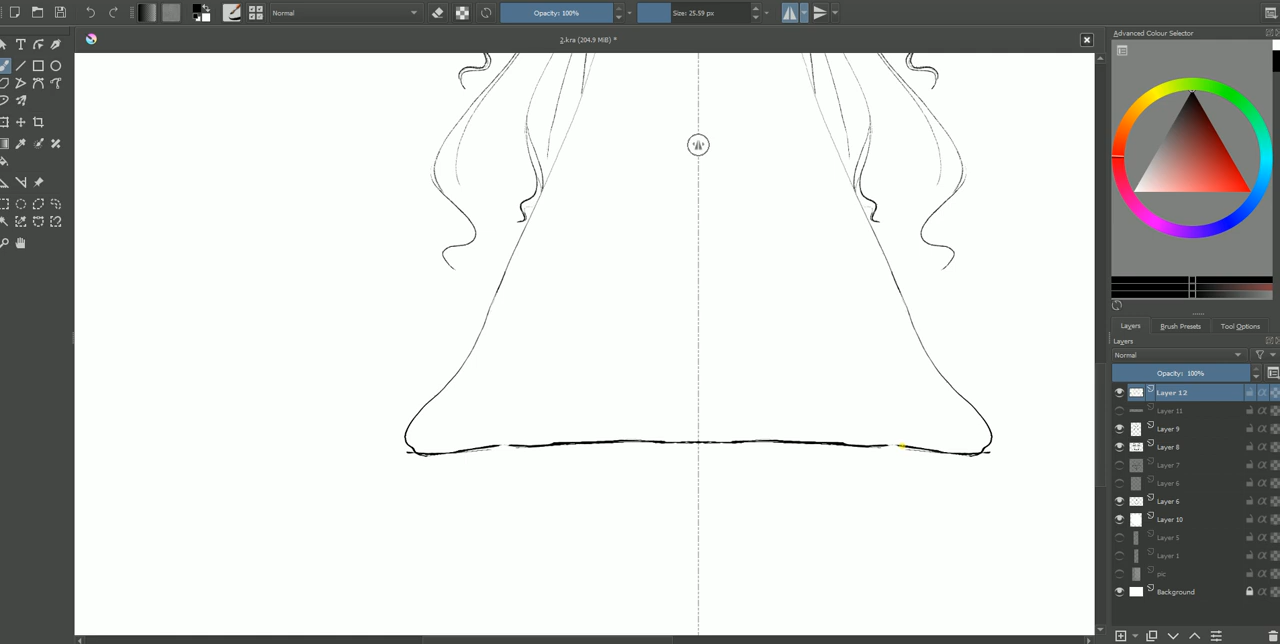 Normal
Opacity: 100%
Size: 25.59 px
2.kra (204.9 MiB) *
Advanced Colour Selector
Layers
Brush Presets
Tool Options
Layers
Normal
Opacity: 100%
Layer 12
Layer 11
Layer 9
Layer 8
Layer 7
Layer 6
Layer 6
Layer 10
Layer 5
Layer 1
pic
Background